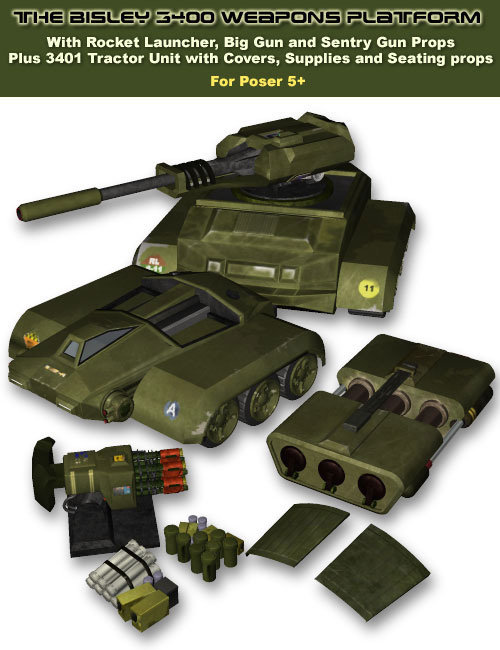 THE BISLEY 3400 WEAPONS PLATFORM
With Rocket Launcher, Big Gun and Sentry Gun Props
Plus 3401 Tractor Unit with Covers, Supplies and Seating props
For Poser 5+
11
A